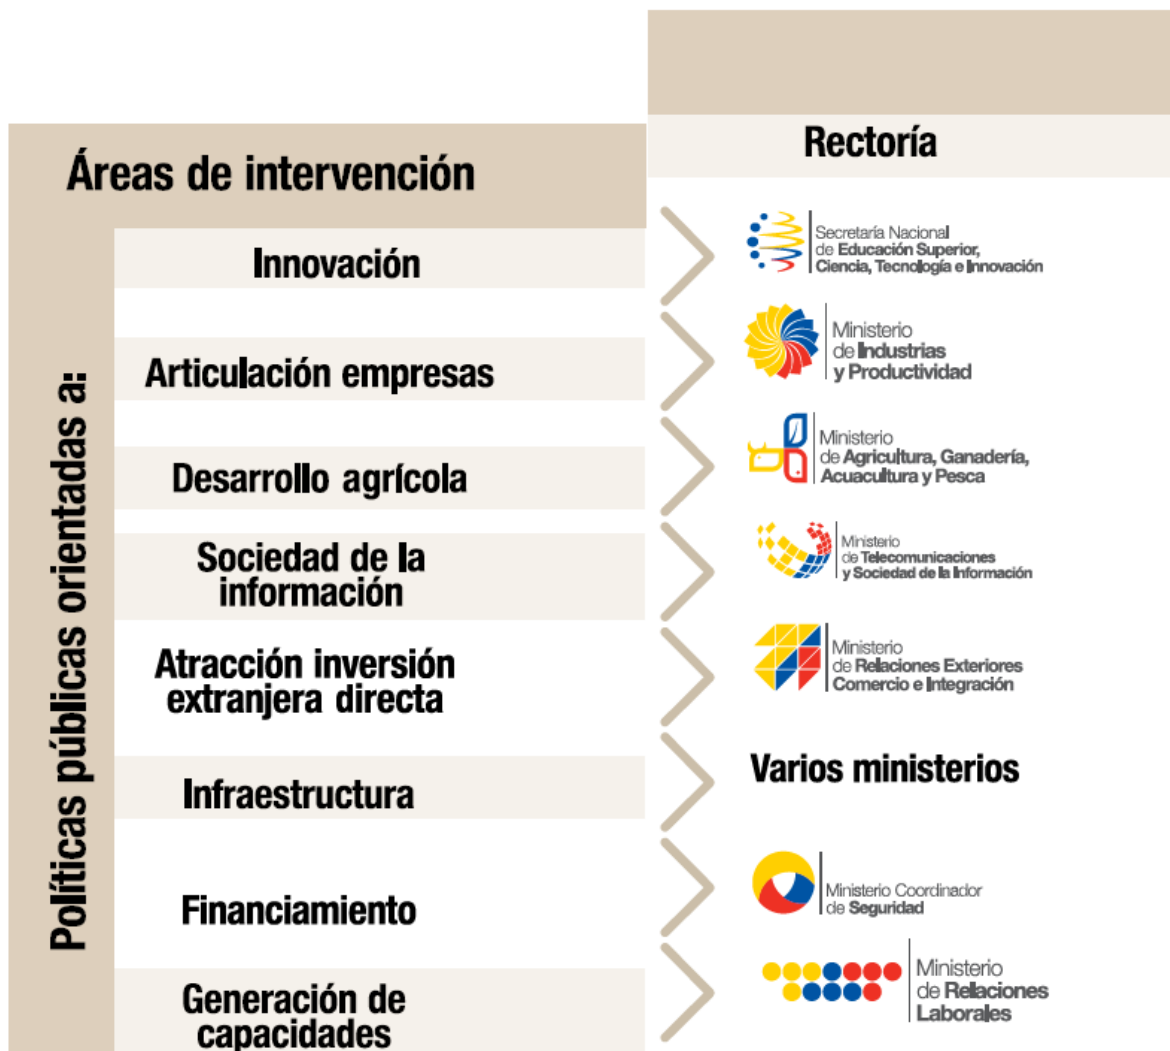 Rectoría
Áreas de intervención
Políticas públicas orientadas a:
Innovación
Secretaría Nacional
de Educación Superior,
Ciencia, Tecnología e Innovación
Articulación empresas
Ministerio
de Industrias
y Productividad
Desarrollo agrícola
Ministerio
de Agricultura, Ganadería,
Acuacultura y Pesca
Sociedad de la
información
Ministerio
de Telecomunicaciones
y Sociedad de la Información
Atracción inversión
extranjera directa
Ministerio
de Relaciones Exteriores
Comercio e Integración
Infraestructura
Varios ministerios
Financiamiento
Ministerio Coordinador
de Seguridad
Generación de
capacidades
Ministerio
de Relaciones
Laborales